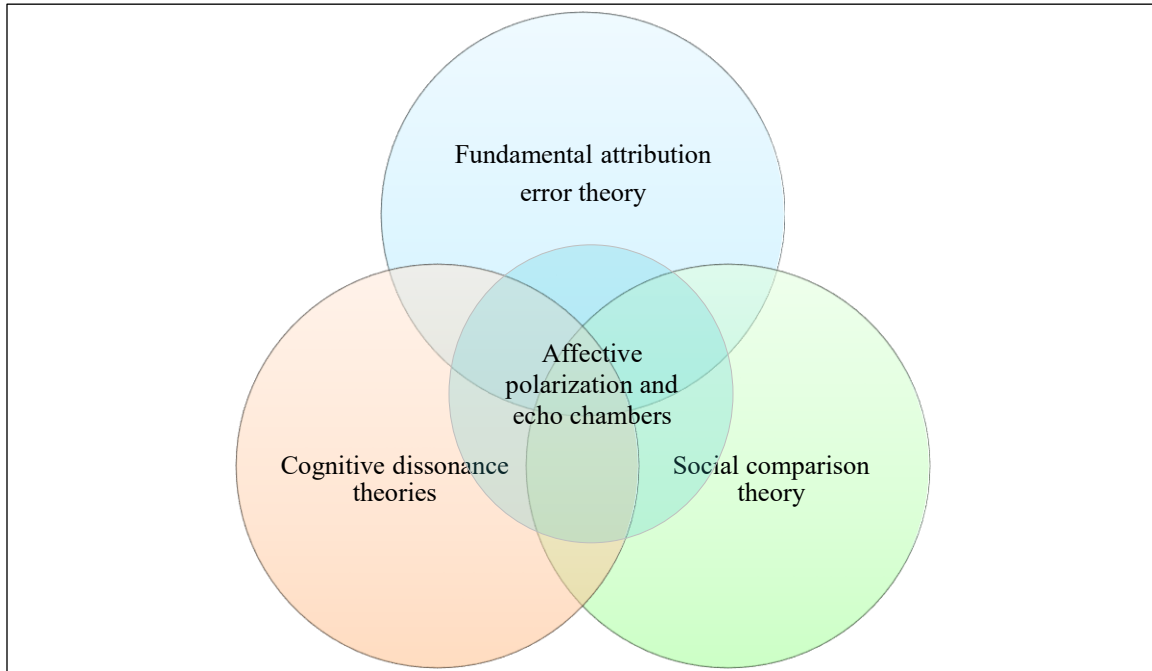 Fundamental attribution
error theory
Affective
polarization and
echo chambers
Cognitive dissonance
theories
Social comparison
theory